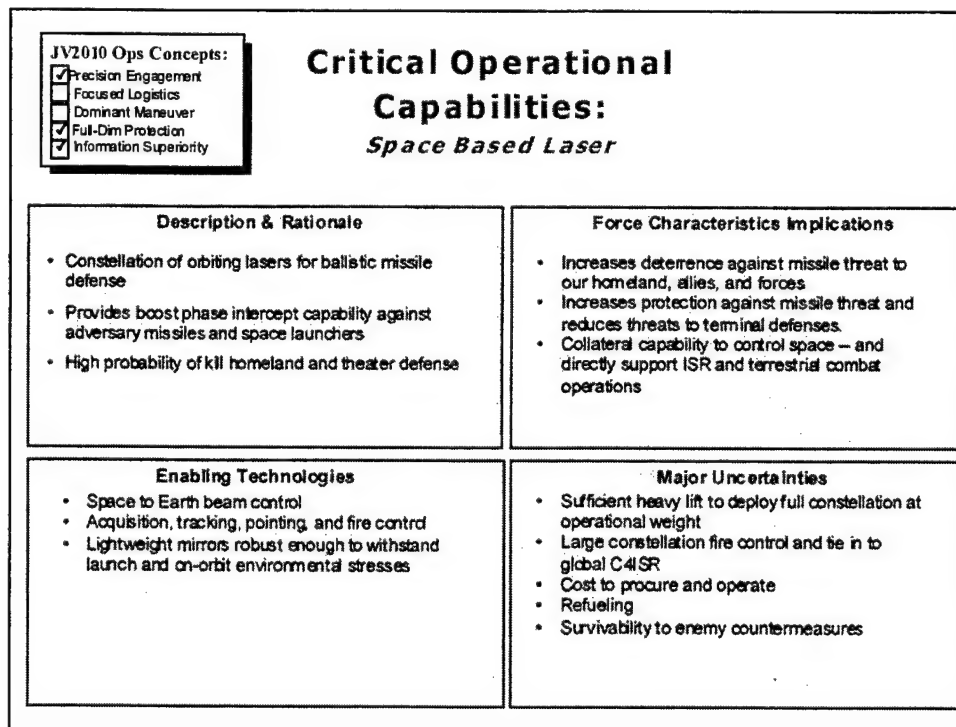 JV2010 Ops Concepts:
Precision Engagement
Focused Logistics
Dominant Maneuver
Full-Dim Protection
Information Superiority
Critical Operational
Capabilities:
Space Based Laser
Description & Rationale
• Constellation of orbiting lasers for ballistic missile
defense
• Provides boost phase intercept capability against
adversary missiles and space launchers
• High probability of kill homeland and theater defense
Force Characteristics Implications
• Increases deterrence against missile threat to
our homeland, allies, and forces
• Increases protection against missile threat and
reduces threats to terminal defenses.
• Collateral capability to control space – and
directly support ISR and terrestrial combat
operations
Enabling Technologies
• Space to Earth beam control
• Acquisition, tracking, pointing, and fire control
• Lightweight mirrors robust enough to withstand
launch and on-orbit environmental stresses
Major Uncertainties
• Sufficient heavy lift to deploy full constellation at
operational weight
• Large constellation fire control and tie in to
global C4ISR
• Cost to procure and operate
• Refueling
• Survivability to enemy countermeasures